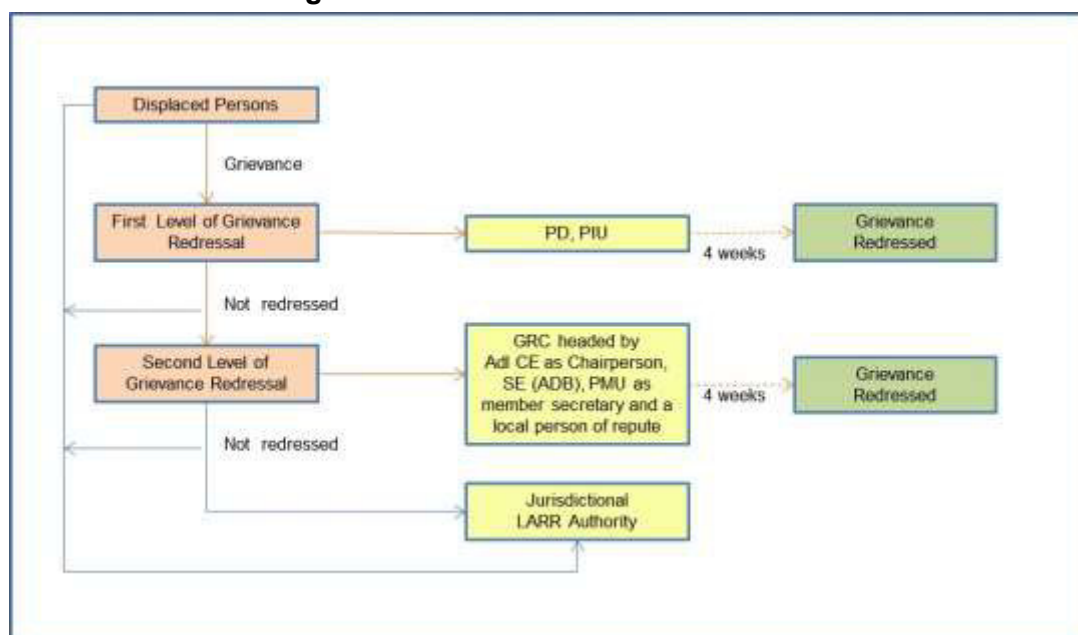 Displaced Persons
Grievance
First Level of Grievance
Redressal
PD, PIU
4 weeks
Grievance
Redressed
Not redressed
Second Level of
Grievance Redressal
GRC headed by
Adl CE as Chairperson,
SE (ADB), PMU as
member secretary and a
local person of repute
4 weeks
Grievance
Redressed
Not redressed
Jurisdictional
LARR Authority